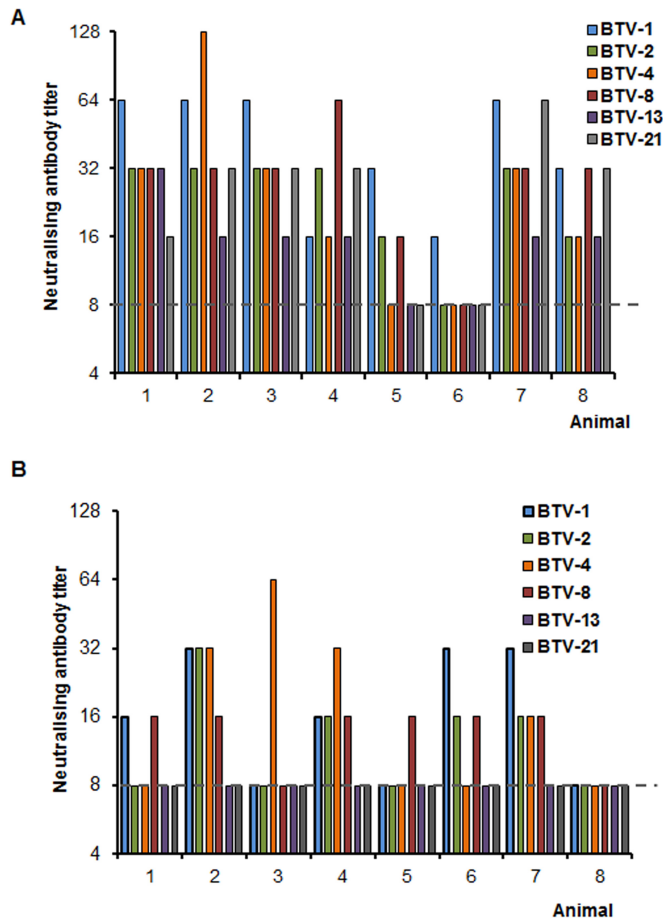 A
128
64
32
16
8
4
Neutralising antibody titer
BTV-1
BTV-2
BTV-4
BTV-8
BTV-13
BTV-21
1 2 3 4 5 6 7 8
Animal
B
128
64
32
16
8
4
Neutralising antibody titer
BTV-1
BTV-2
BTV-4
BTV-8
BTV-13
BTV-21
1 2 3 4 5 6 7 8
Animal